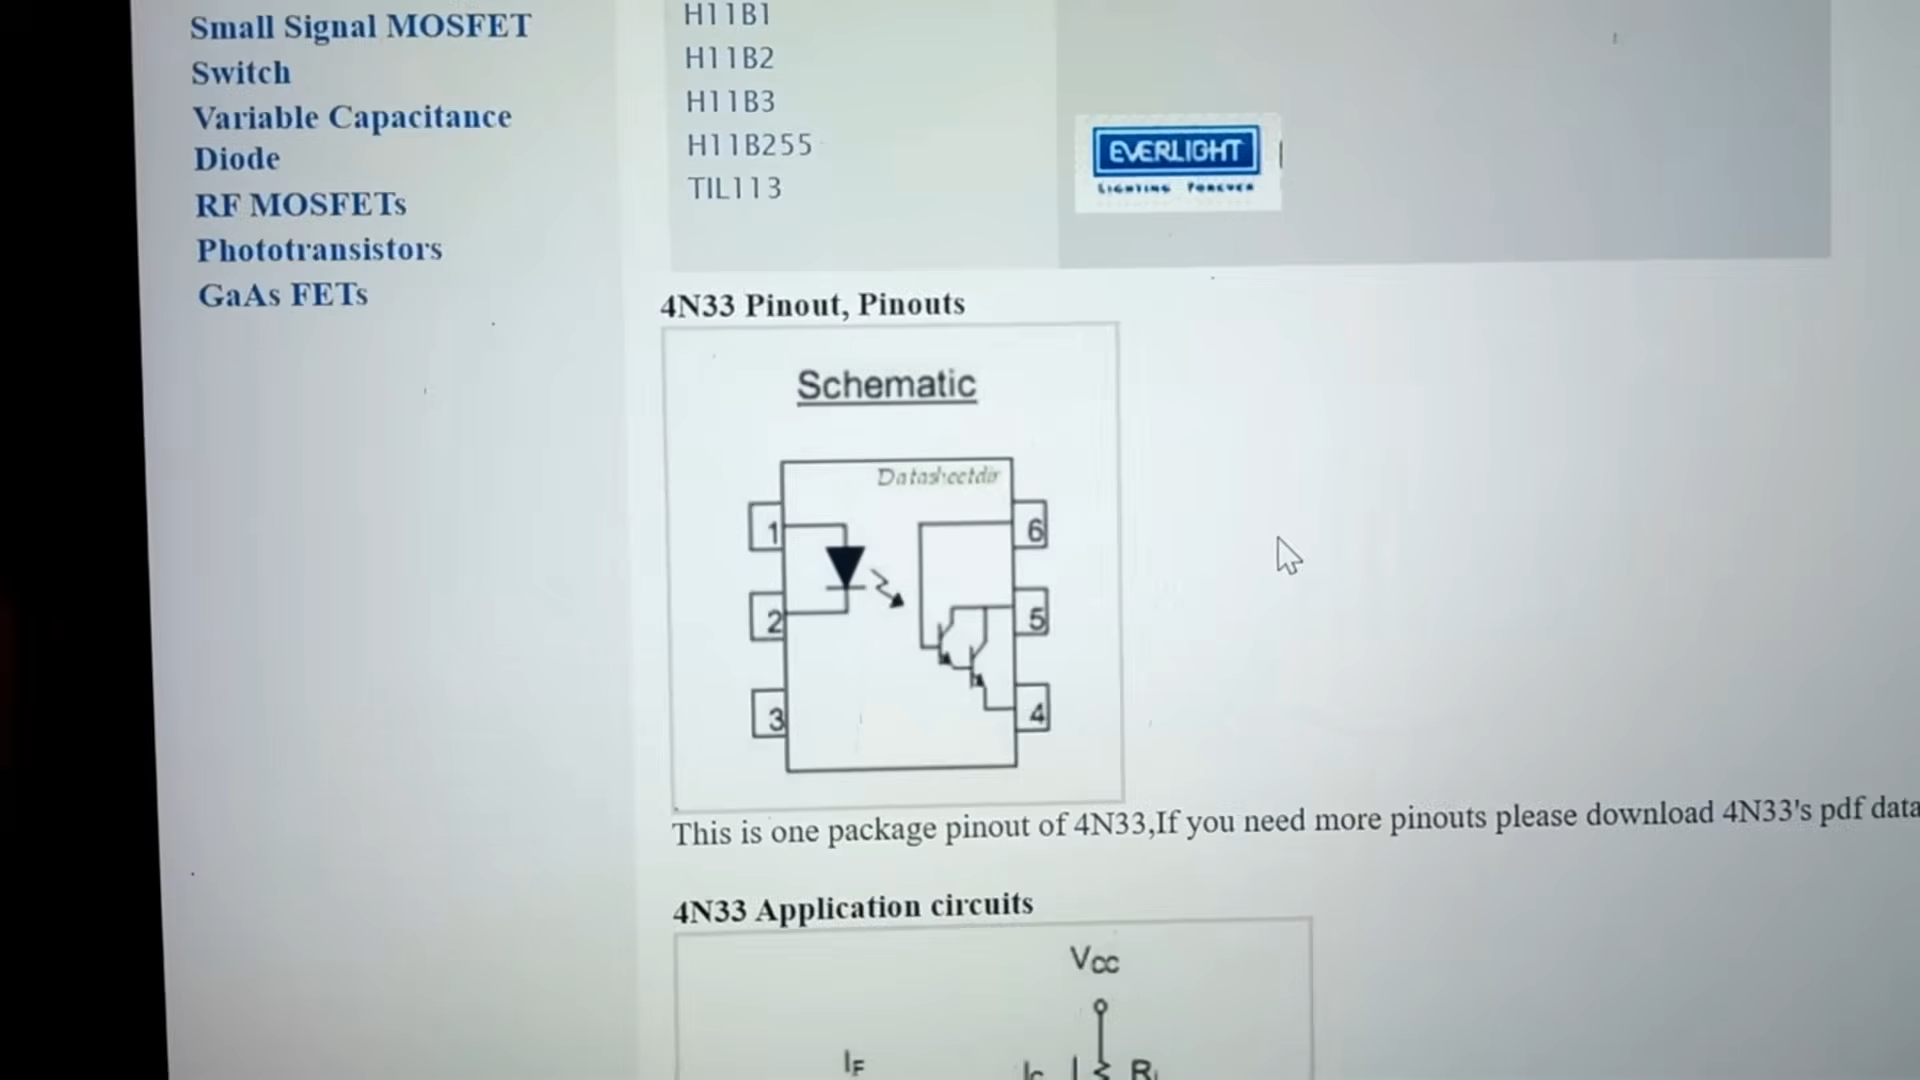 Small Signal MOSFET
Switch
Variable Capacitance
Diode
RF MOSFETs
Phototransistors
GaAs FETs
H11B1
H11B2
H11B3
H11B255
TIL113
EVERLIGHT
LIGHTING FOREVER
4N33 Pinout, Pinouts
Schematic
Datasheetdir
1
6
2
5
3
4
This is one package pinout of 4N33,If you need more pinouts please download 4N33's pdf data
4N33 Application circuits
Vcc
IF